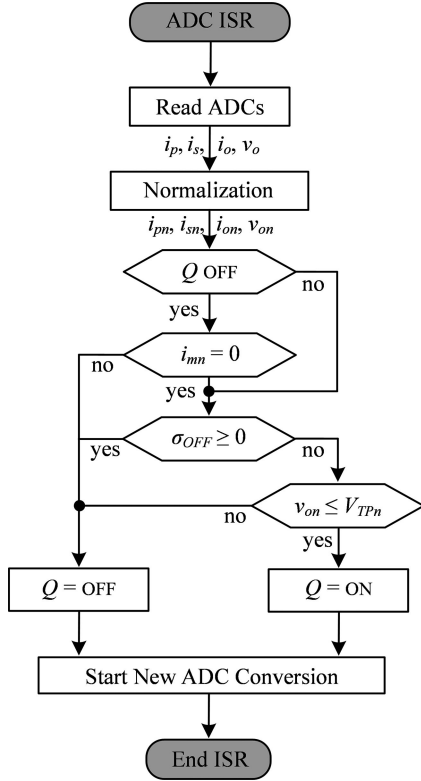 ADC ISR
Read ADCs
ip, is, io, vo
Normalization
ipn, isn, ion, von
Q OFF
no
yes
imn = 0
no
yes
σOFF ≥ 0
yes
no
von ≤ VTPn
no
yes
Q = OFF
Q = ON
Start New ADC Conversion
End ISR